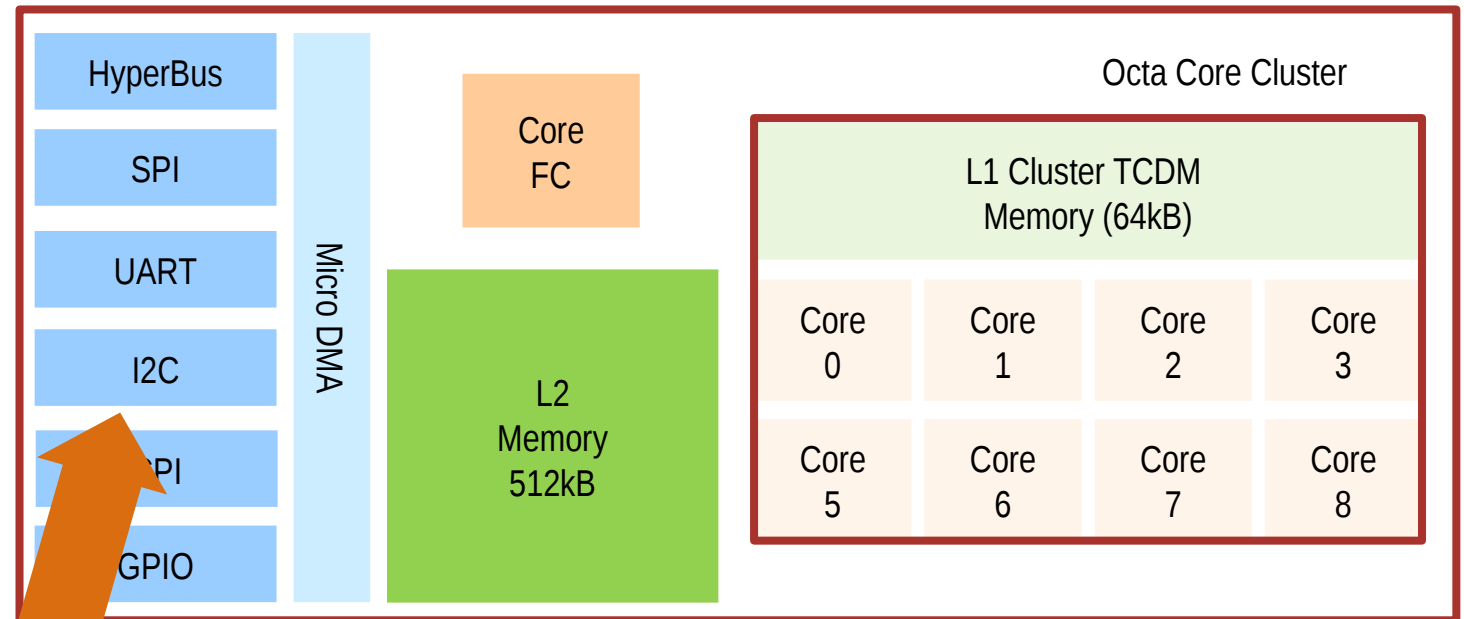 HyperBus
SPI
UART
I2C
GPIO
Micro DMA
Core
FC
L2
Memory
512kB
Octa Core Cluster
L1 Cluster TCDM
Memory (64kB)
Core
0
Core
1
Core
2
Core
3
Core
5
Core
6
Core
7
Core
8